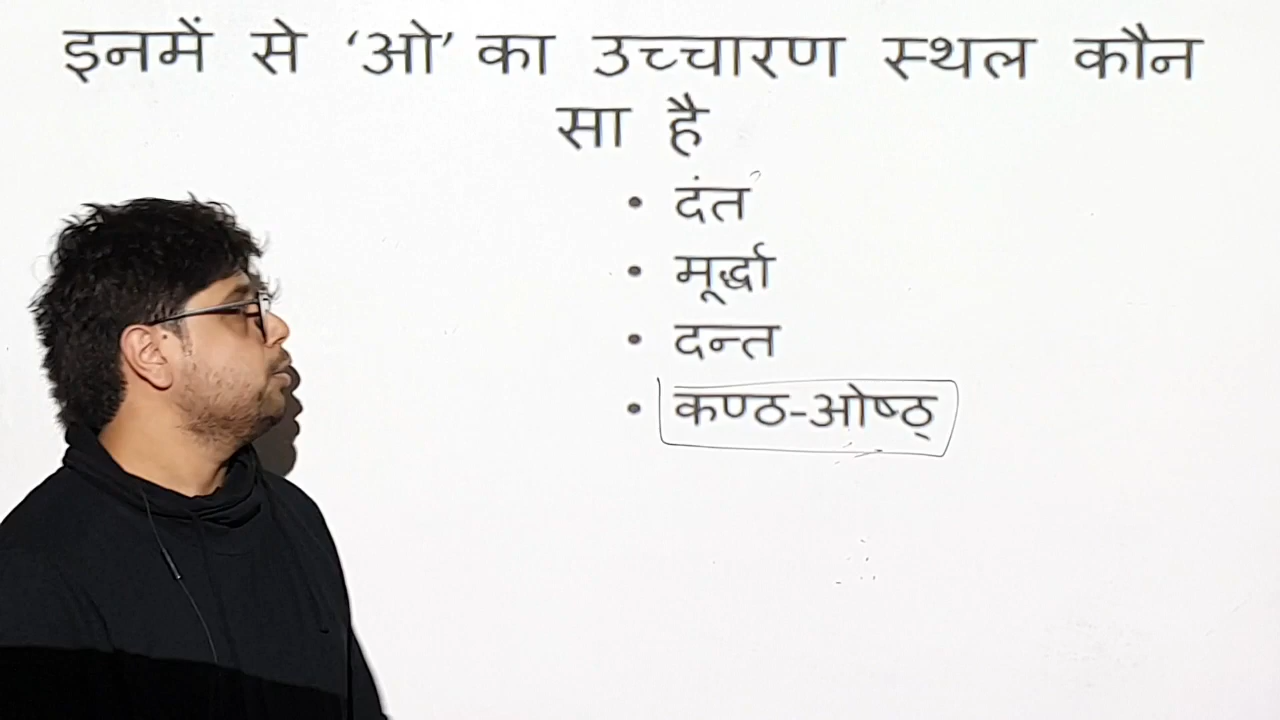 इनमें से ‘ओ’ का उच्चारण स्थल कौन
सा है
• दंत
• मूर्द्धा
• दन्त
• कण्ठ-ओष्ठ्